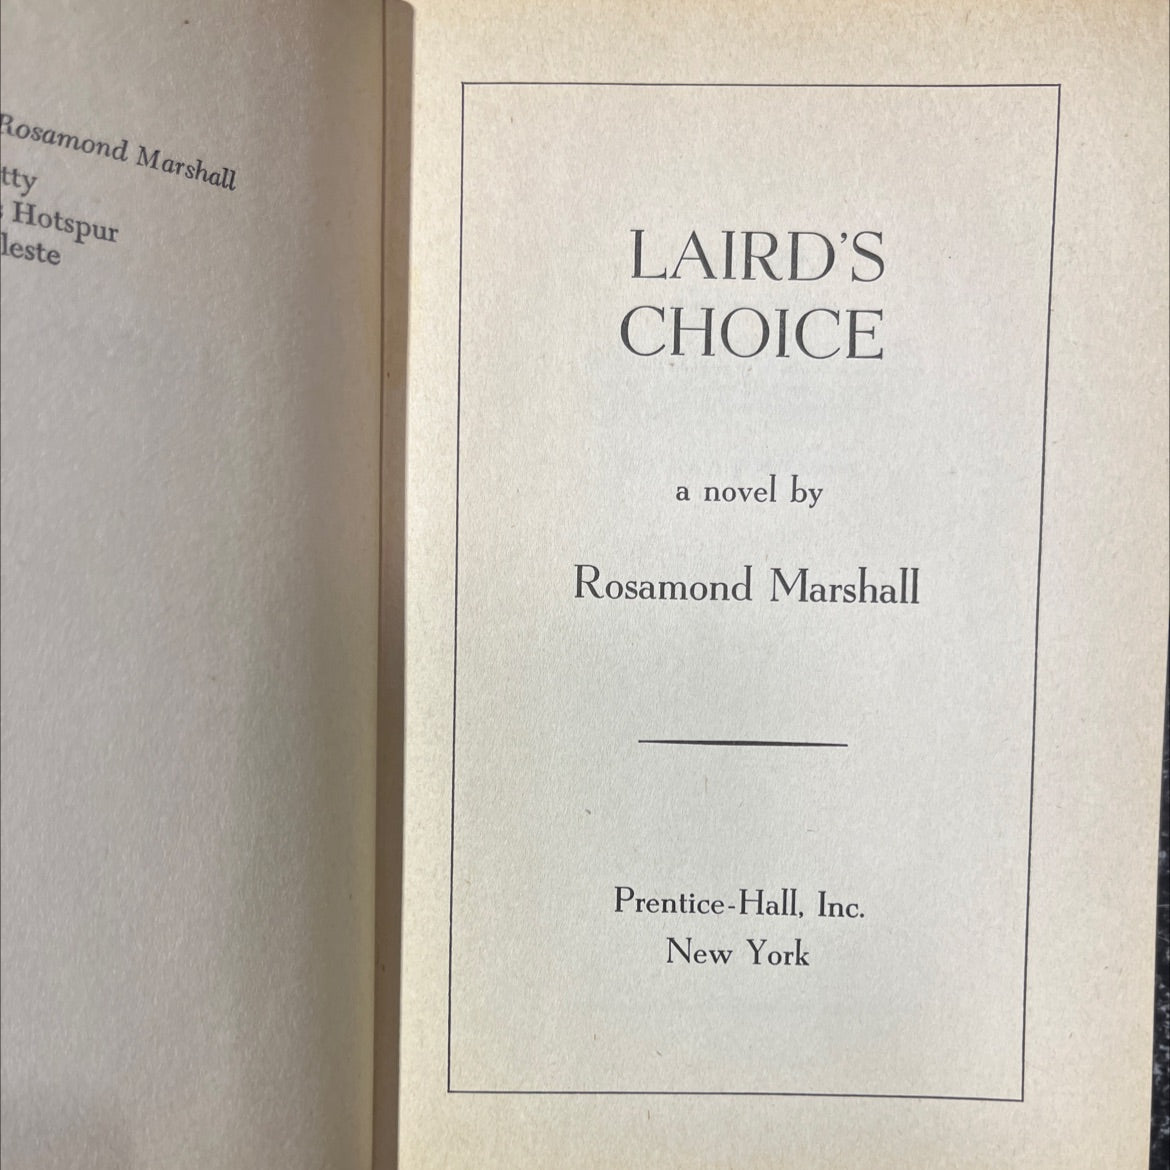 Rosamond Marshall
tty
s Hotspur
leste
LAIRD'S
CHOICE
a novel by
Rosamond Marshall
Prentice-Hall, Inc.
New York